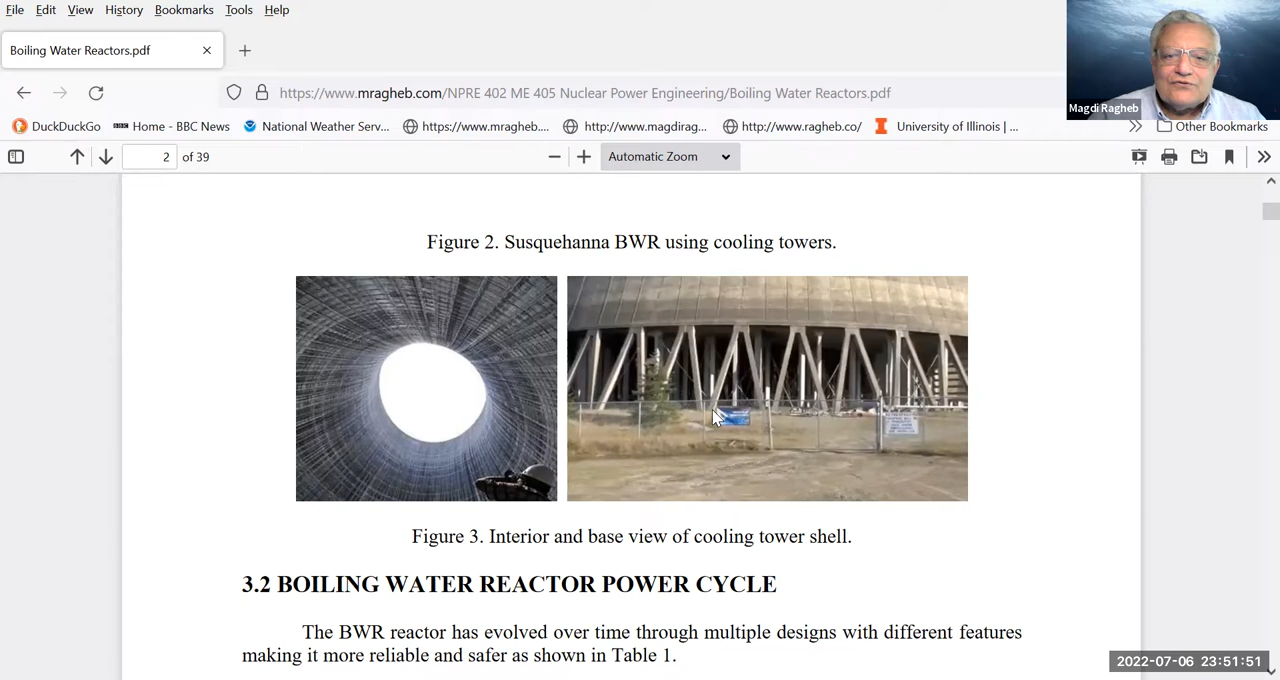 File Edit View History Bookmarks Tools Help
Boiling Water Reactors.pdf
https://www.mragheb.com/NPRE 402 ME 405 Nuclear Power Engineering/Boiling Water Reactors.pdf
Magdi Ragheb
DuckDuckGo BBC Home - BBC News National Weather Serv... https://www.mragheb.... http://www.magdirag... http://www.ragheb.co/ University of Illinois | ... Other Bookmarks
2 of 39 Automatic Zoom
Figure 2. Susquehanna BWR using cooling towers.
Figure 3. Interior and base view of cooling tower shell.
3.2 BOILING WATER REACTOR POWER CYCLE
The BWR reactor has evolved over time through multiple designs with different features
making it more reliable and safer as shown in Table 1.
2022-07-06 23:51:51